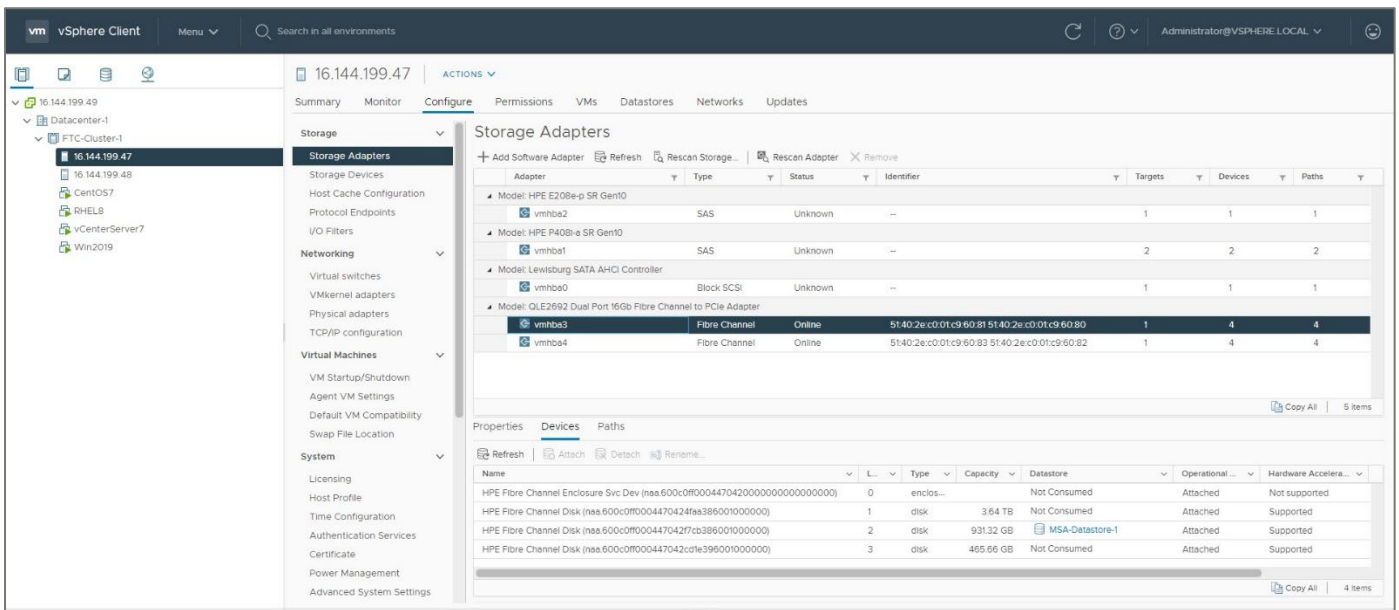 vm vSphere Client Menu Search in all environments Administrator@VSPHERE.LOCAL
16.144.199.49
Datacenter-1
FTC-Cluster-1
16.144.199.47
16.144.199.48
CentOS7
RHEL8
vCenterServer7
Win2019
16.144.199.47 ACTIONS
Summary Monitor Configure Permissions VMs Datastores Networks Updates
Storage
Storage Adapters
Storage Devices
Host Cache Configuration
Protocol Endpoints
I/O Filters
Networking
Virtual switches
VMkernel adapters
Physical adapters
TCP/IP configuration
Virtual Machines
VM Startup/Shutdown
Agent VM Settings
Default VM Compatibility
Swap File Location
System
Licensing
Host Profile
Time Configuration
Authentication Services
Certificate
Power Management
Advanced System Settings
Storage Adapters
+ Add Software Adapter Refresh Rescan Storage... Rescan Adapter Remove
Adapter Type Status Identifier Targets Devices Paths
Model: HPE E208e-p SR Gen10
vmhba2 SAS Unknown -- 1 1 1
Model: HPE P408i-a SR Gen10
vmhba1 SAS Unknown -- 2 2 2
Model: Lewisburg SATA AHCI Controller
vmhba0 Block SCSI Unknown -- 1 1 1
Model: QLE2692 Dual Port 16Gb Fibre Channel to PCIe Adapter
vmhba3 Fibre Channel Online 51:40:2e:c0:01:c9:60:81 51:40:2e:c0:01:c9:60:80 1 4 4
vmhba4 Fibre Channel Online 51:40:2e:c0:01:c9:60:83 51:40:2e:c0:01:c9:60:82 1 4 4
Copy All 5 items
Properties Devices Paths
Refresh Attach Detach Rename...
Name L... Type Capacity Datastore Operational ... Hardware Accelera...
HPE Fibre Channel Enclosure Svc Dev (naa.600c0ff0004470420000000000000000) 0 enclos... Not Consumed Attached Not supported
HPE Fibre Channel Disk (naa.600c0ff000470424faa386001000000) 1 disk 3.64 TB Not Consumed Attached Supported
HPE Fibre Channel Disk (naa.600c0ff000447042f7cb386001000000) 2 disk 931.32 GB MSA-Datastore-1 Attached Supported
HPE Fibre Channel Disk (naa.600c0ff000447042cd1e396001000000) 3 disk 465.66 GB Not Consumed Attached Supported
Copy All 4 items